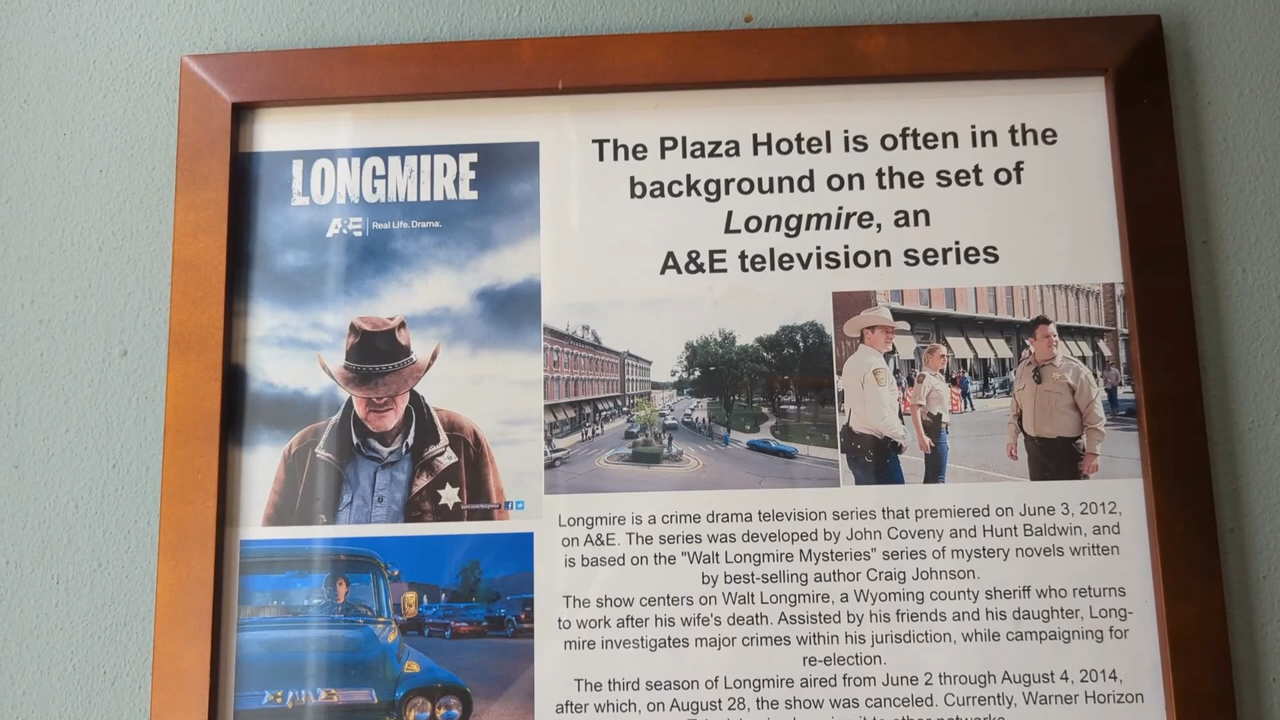 LONGMIRE
A&E Real Life. Drama.
The Plaza Hotel is often in the
background on the set of
Longmire, an
A&E television series
Longmire is a crime drama television series that premiered on June 3, 2012,
on A&E. The series was developed by John Coveny and Hunt Baldwin, and
is based on the "Walt Longmire Mysteries" series of mystery novels written
by best-selling author Craig Johnson.
The show centers on Walt Longmire, a Wyoming county sheriff who returns
to work after his wife's death. Assisted by his friends and his daughter, Long-
mire investigates major crimes within his jurisdiction, while campaigning for
re-election.
The third season of Longmire aired from June 2 through August 4, 2014,
after which, on August 28, the show was canceled. Currently, Warner Horizon
it to other networks